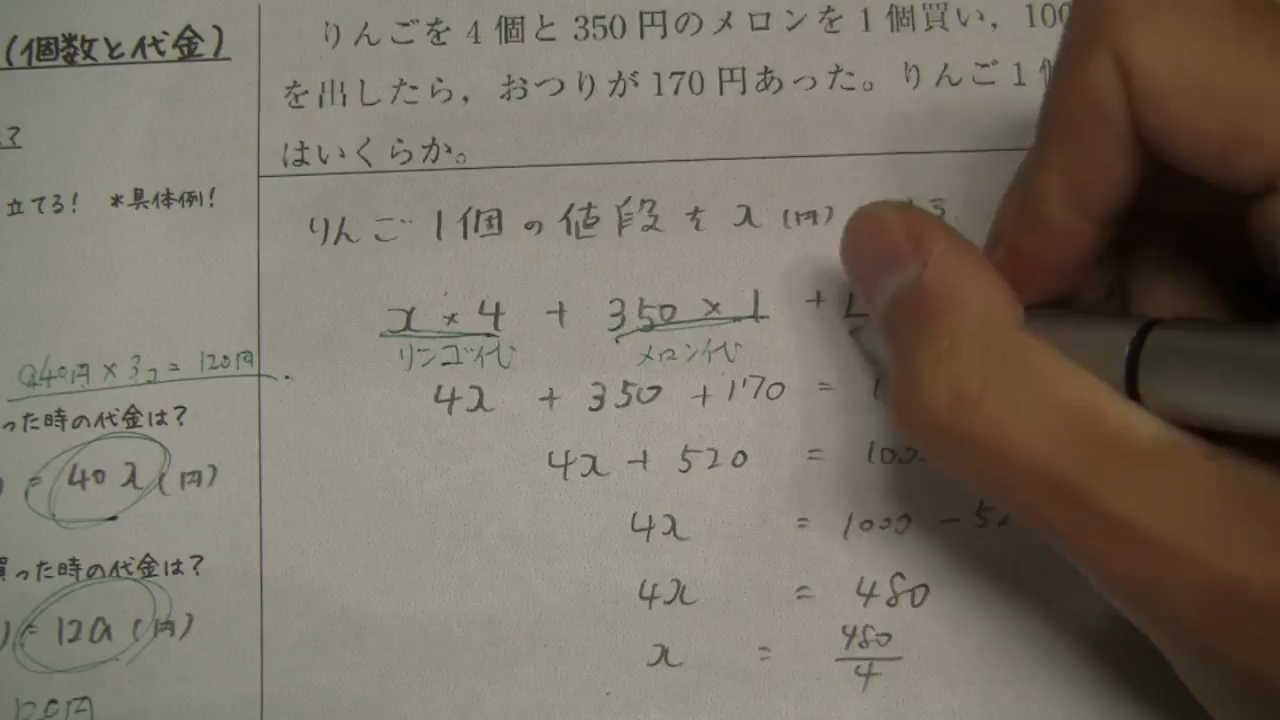 (個数と代金)
立てる! *具体例!
@40円×3コ=120円
った時の代金は?
= 40x (円)
買った時の代金は?
)= 12a (円)
120円
りんごを4個と350円のメロンを1個買い,100
を出したら,おつりが170円あった。りんご1個
はいくらか。
りんご1個の値段をx(円)
x×4 + 350×1 +
リンゴ代 メロン代
4x + 350 +170 =
4x + 520 = 100
4x = 1000 - 52
4x = 480
x = 480/4